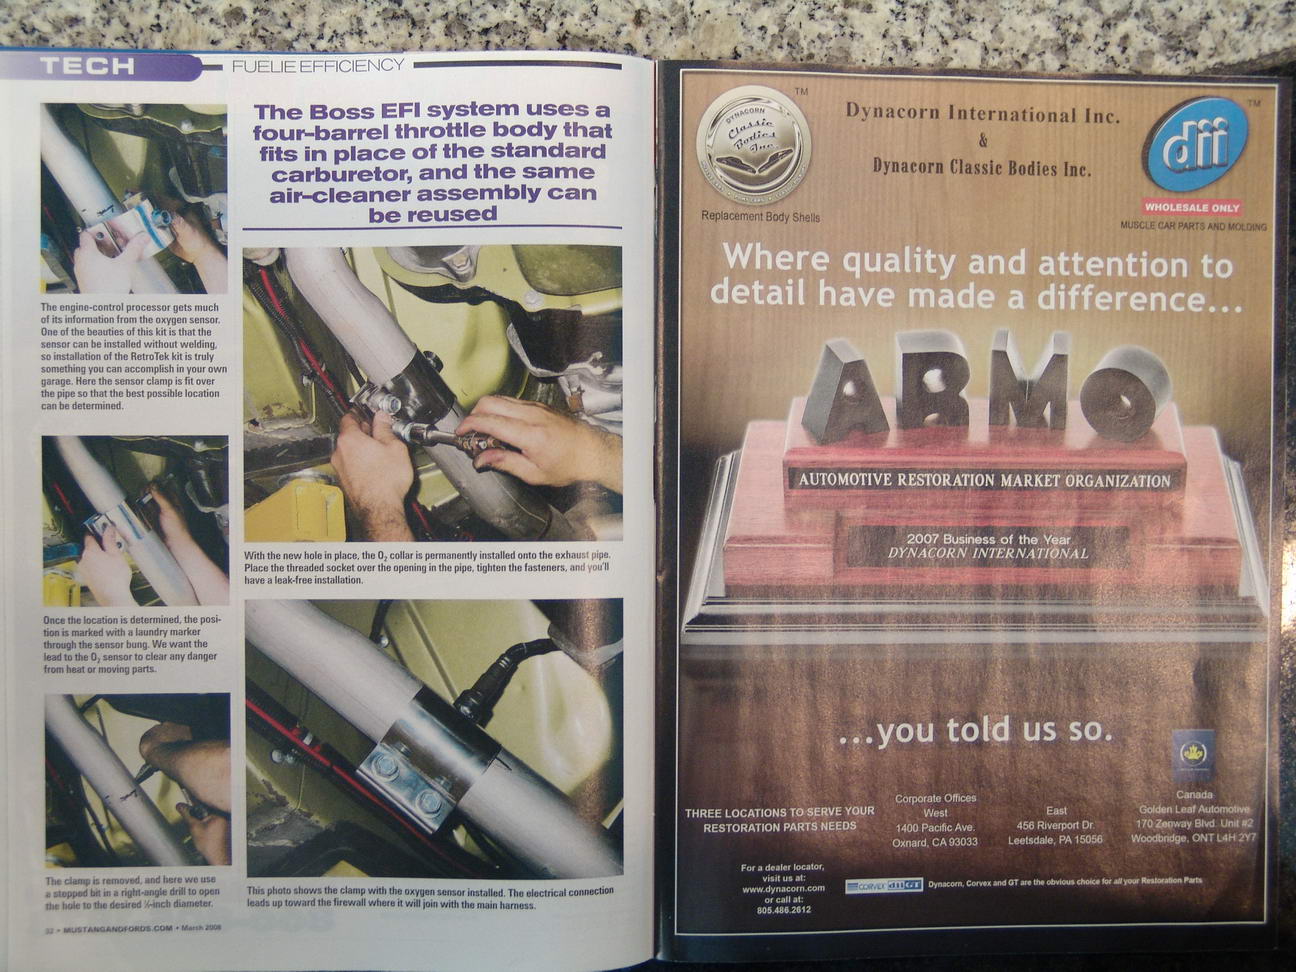 TECH
FUELIE EFFICIENCY
The Boss EFI system uses a
four-barrel throttle body that
fits in place of the standard
carburetor, and the same
air-cleaner assembly can
be reused
The engine-control processor gets much
of its information from the oxygen sensor.
One of the beauties of this kit is that the
sensor can be installed without welding,
so installation of the RetroTek kit is truly
something you can accomplish in your own
garage. Here the sensor clamp is fit over
the pipe so that the best possible location
can be determined.
Once the location is determined, the posi-
tion is marked with a laundry marker
through the sensor bung. We want the
lead to the O₂ sensor to clear any danger
from heat or moving parts.
The clamp is removed, and here we use
a stepped bit in a right-angle drill to open
the hole to the desired -inch diameter.
With the new hole in place, the O₂ collar is permanently installed onto the exhaust pipe.
Place the threaded socket over the opening in the pipe, tighten the fasteners, and you'll
have a leak-free installation.
This photo shows the clamp with the oxygen sensor installed. The electrical connection
leads up toward the firewall where it will join with the main harness.
32 • MUSTANGANDFORDS.COM • March 2008
DYNACORN
Classic
Bodies
Inc.
TM
Replacement Body Shells
Dynacorn International Inc.
&
Dynacorn Classic Bodies Inc.
dii
TM
WHOLESALE ONLY
MUSCLE CAR PARTS AND MOLDING
Where quality and attention to
detail have made a difference...
ARMO
AUTOMOTIVE RESTORATION MARKET ORGANIZATION
2007 Business of the Year
DYNACORN INTERNATIONAL
...you told us so.
THREE LOCATIONS TO SERVE YOUR
RESTORATION PARTS NEEDS
Corporate Offices
West
1400 Pacific Ave.
Oxnard, CA 93033
East
456 Riverport Dr.
Leetsdale, PA 15056
Canada
Golden Leaf Automotive
170 Zenway Blvd. Unit #2
Woodbridge, ONT L4H 2Y7
For a dealer locator,
visit us at:
www.dynacorn.com
or call at:
805.486.2612
CORVEX dii GT
Dynacorn, Corvex and GT are the obvious choice for all your Restoration Parts